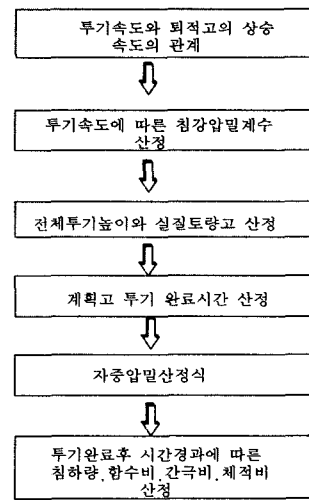 투기속도와 퇴적고의 상승
속도의 관계
투기속도에 따른 침강압밀계수
산정
전체투기높이와 실질토량고 산정
계획고 투기 완료시간 산정
자중압밀산정식
투기완료후 시간경과에 따른
침하량,함수비,간극비,체적비
산정